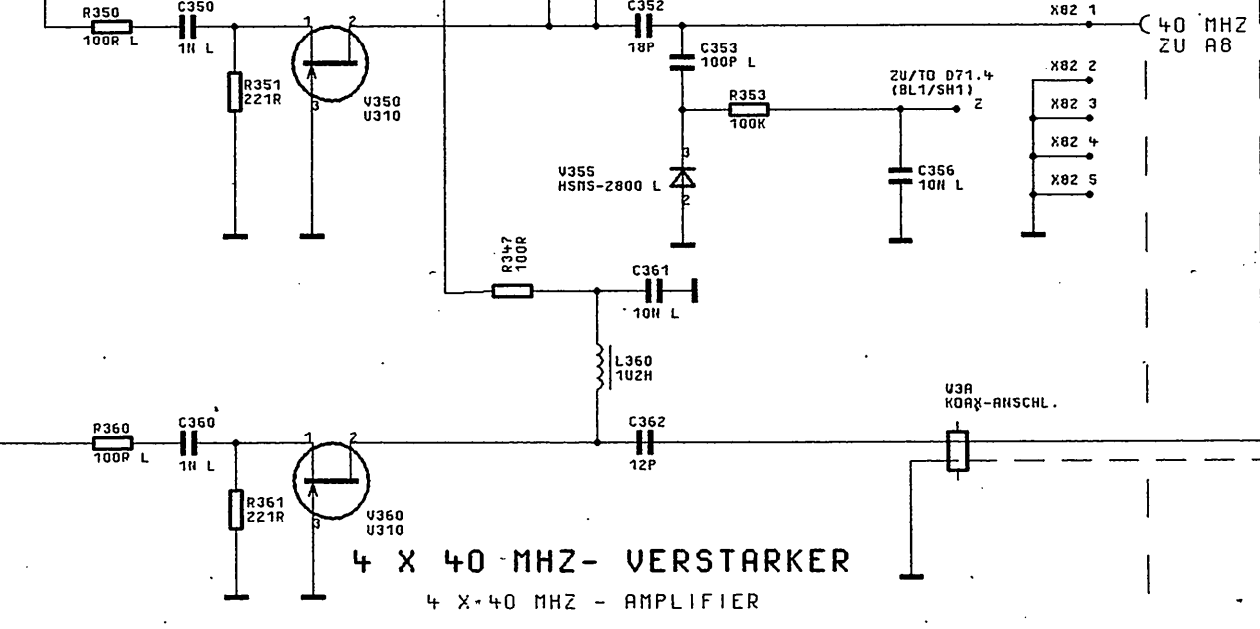 R350
100R L
C350
1N L
1
2
R351
221R
3
V350
U310
C352
18P
C353
100P L
R353
100K
ZU/TO D71.4
(BL1/SH1)
2
X82 1
40 MHZ
ZU A8
X82 2
X82 3
X82 4
X82 5
V355
HSMS-2800 L
3
2
C356
10N L
R347
100R
C361
10N L
L360
1U2H
W3A
KOAX-ANSCHL.
R360
100R L
C360
1N L
1
2
C362
12P
R361
221R
3
V360
U310
4 X 40 MHZ- VERSTARKER
4 X 40 MHZ - AMPLIFIER